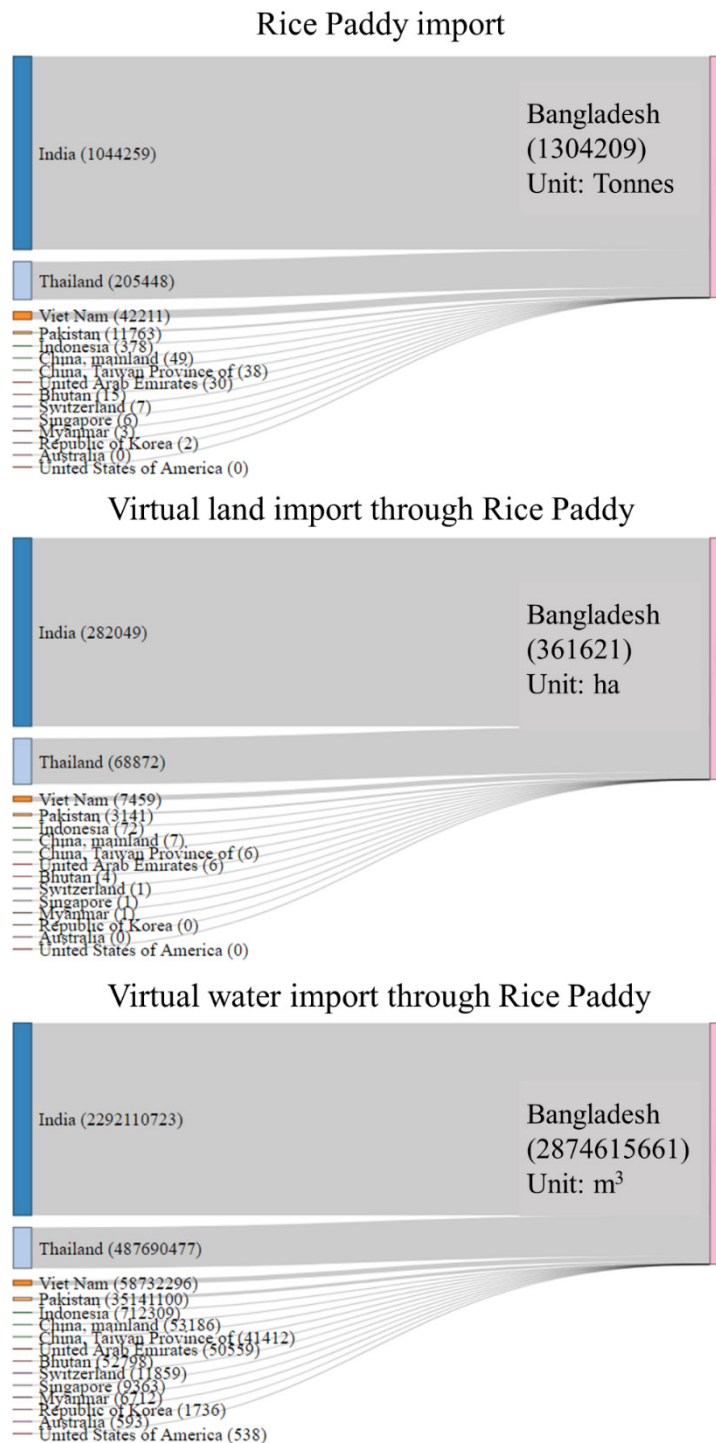 Rice Paddy import
India (1044259)
Bangladesh
(1304209)
Unit: Tonnes
Thailand (205448)
Viet Nam (42211)
Pakistan (11763)
Indonesia (378)
China, mainland (49)
China, Taiwan Province of (38)
United Arab Emirates (30)
Bhutan (15)
Switzerland (7)
Singapore (6)
Myanmar (3)
Republic of Korea (2)
Australia (0)
United States of America (0)
Virtual land import through Rice Paddy
India (282049)
Bangladesh
(361621)
Unit: ha
Thailand (68872)
Viet Nam (7459)
Pakistan (3141)
Indonesia (72)
China, mainland (7)
China, Taiwan Province of (6)
United Arab Emirates (6)
Bhutan (4)
Switzerland (1)
Singapore (1)
Myanmar (1)
Republic of Korea (0)
Australia (0)
United States of America (0)
Virtual water import through Rice Paddy
India (2292110723)
Bangladesh
(2874615661)
Unit: m³
Thailand (487690477)
Viet Nam (58732296)
Pakistan (35141100)
Indonesia (712309)
China, mainland (53186)
China, Taiwan Province of (41412)
United Arab Emirates (50559)
Bhutan (52798)
Switzerland (11859)
Singapore (9363)
Myanmar (6712)
Republic of Korea (1736)
Australia (593)
United States of America (538)